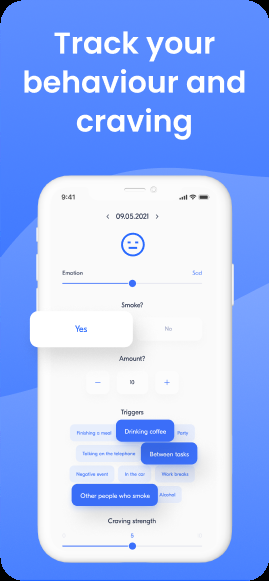 Track your
behaviour and
craving
9:41
< 09.05.2021 >
Emotion Sad
Smoke?
Yes No
Amount?
− 10 +
Triggers
Finishing a meal Drinking coffee Party
Talking on the telephone Between tasks
Negative event In the car Work breaks
Other people who smoke Alcohol
Craving strength
5